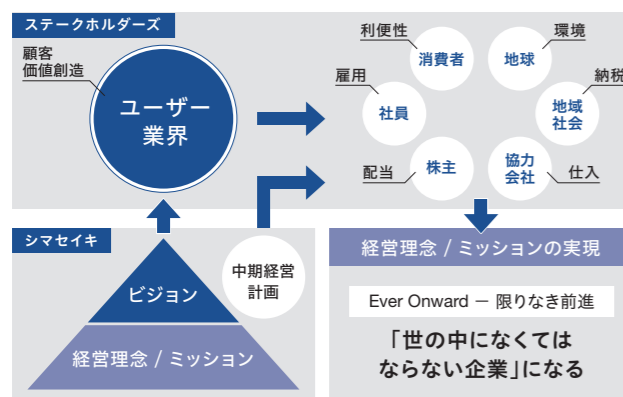 ステークホルダーズ
顧客
価値創造
ユーザー
業界
利便性
消費者
環境
地球
雇用
社員
納税
地域
社会
配当
株主
協力
会社
仕入
シマセイキ
ビジョン
経営理念 / ミッション
中期経営
計画
経営理念 / ミッションの実現
Ever Onward － 限りなき前進
「世の中になくては
ならない企業」になる